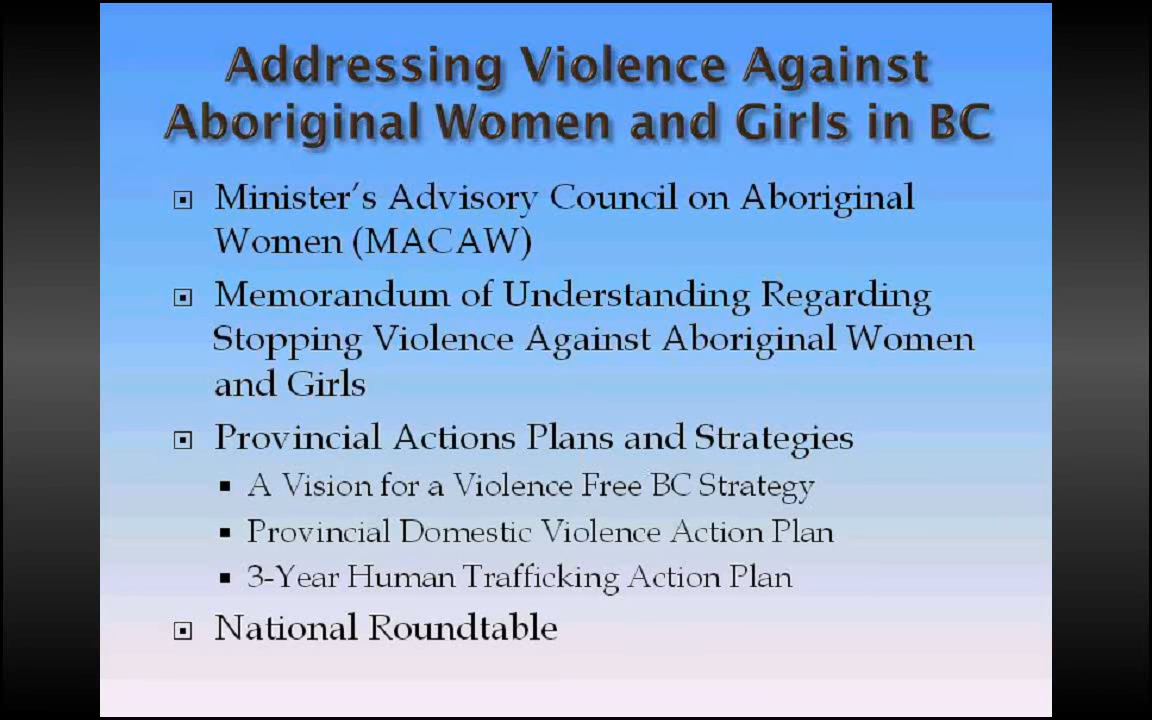 Addressing Violence Against
Aboriginal Women and Girls in BC
Minister's Advisory Council on Aboriginal
Women (MACAW)
Memorandum of Understanding Regarding
Stopping Violence Against Aboriginal Women
and Girls
Provincial Actions Plans and Strategies
A Vision for a Violence Free BC Strategy
Provincial Domestic Violence Action Plan
3-Year Human Trafficking Action Plan
National Roundtable